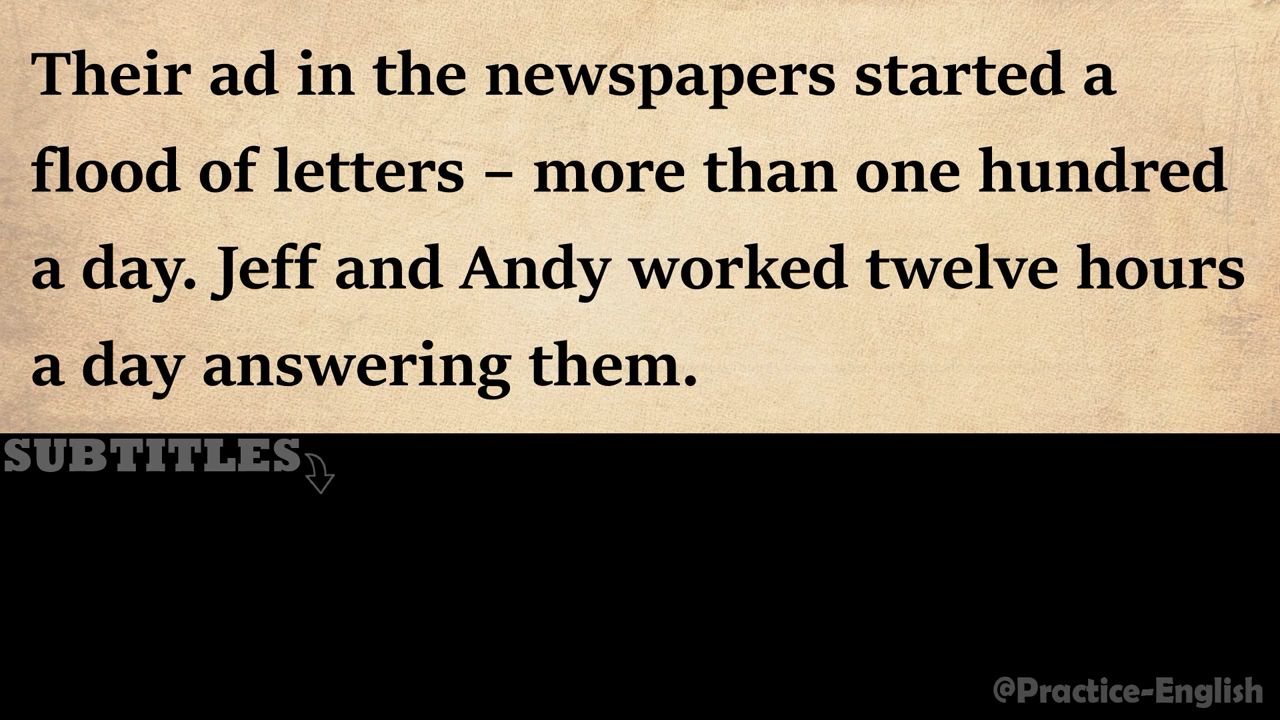 Their ad in the newspapers started a
flood of letters – more than one hundred
a day. Jeff and Andy worked twelve hours
a day answering them.
SUBTITLES
@Practice-English